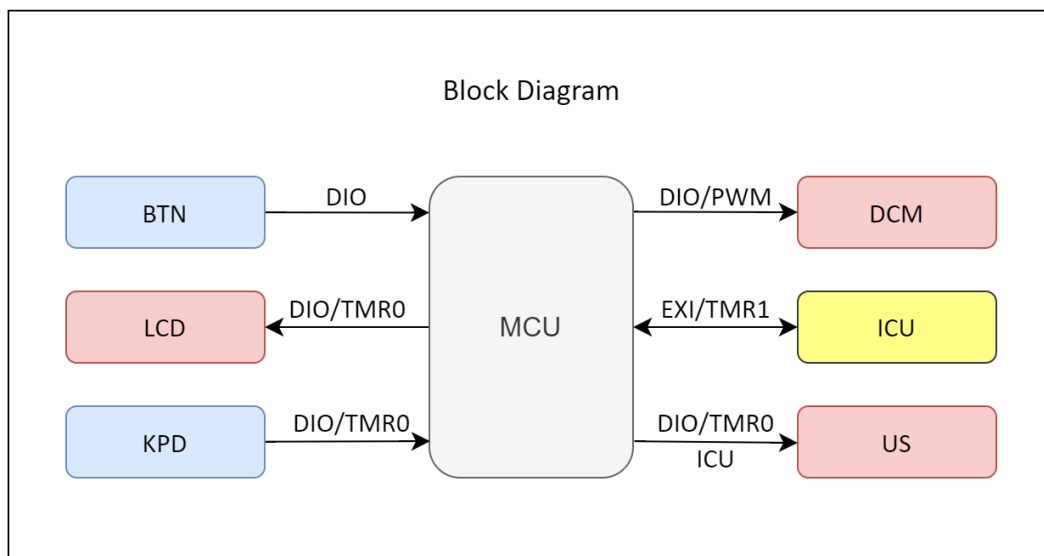 Block Diagram
BTN
DIO
MCU
DIO/PWM
DCM
LCD
DIO/TMR0
EXI/TMR1
ICU
KPD
DIO/TMR0
DIO/TMR0
ICU
US